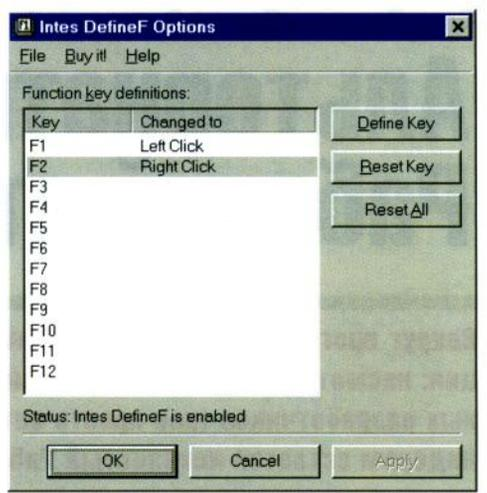 Intes DefineF Options
File Buy it! Help
Function key definitions:
Key Changed to
F1 Left Click
F2 Right Click
F3
F4
F5
F6
F7
F8
F9
F10
F11
F12
Define Key
Reset Key
Reset All
Status: Intes DefineF is enabled
OK Cancel Apply